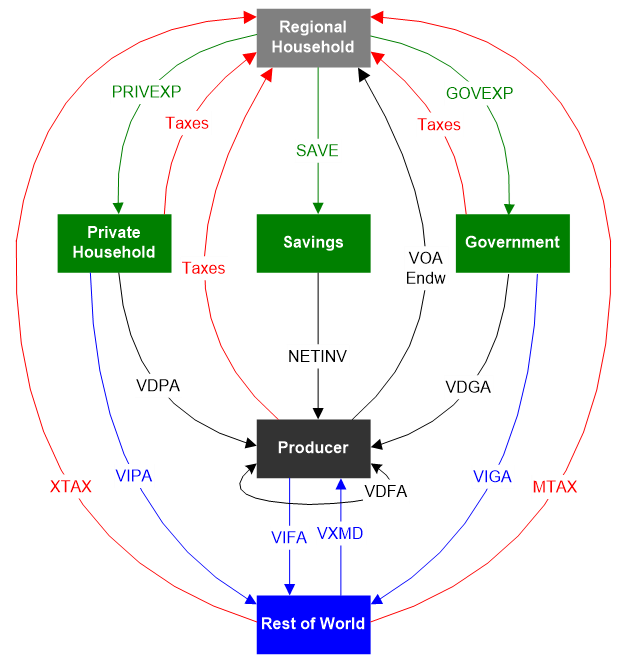 Regional
Household
PRIVEXP
GOVEXP
Taxes
Taxes
SAVE
Private
Household
Savings
Government
VOA
Endw
Taxes
NETINV
VDPA
VDGA
Producer
XTAX
VIPA
VIGA
MTAX
VDFA
VIFA
VXMD
Rest of World